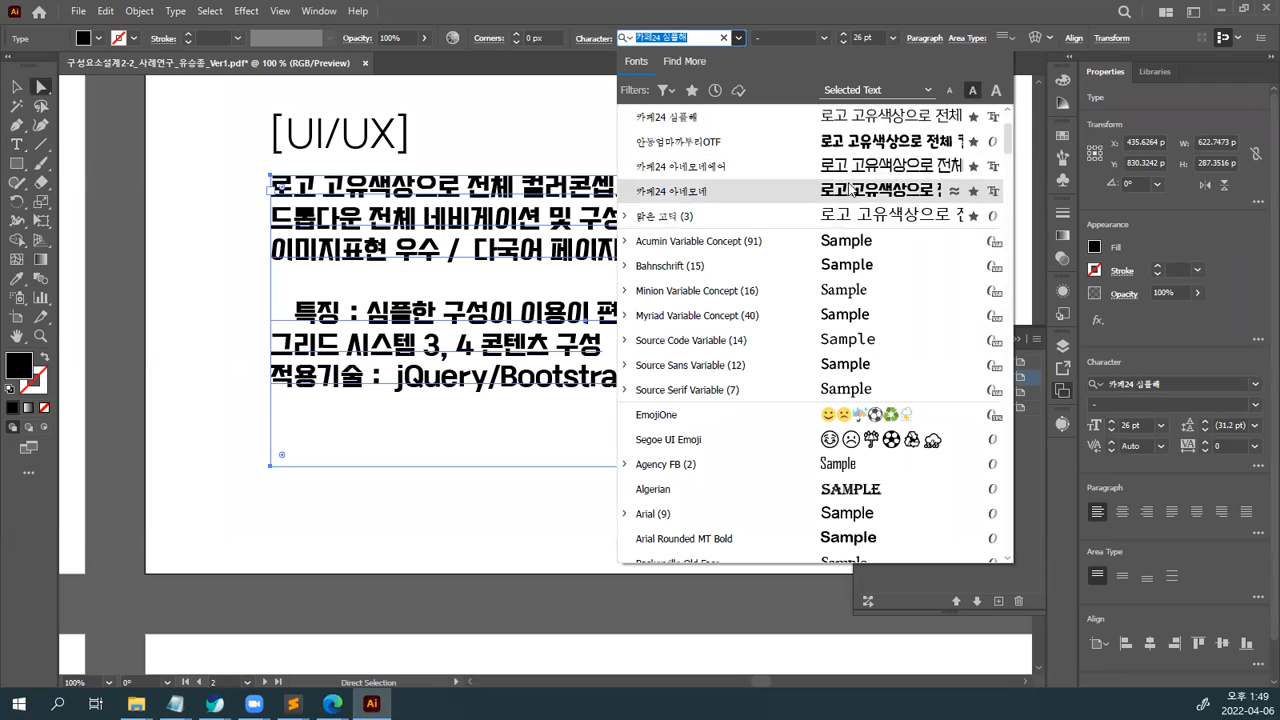 File Edit Object Type Select Effect View Window Help
Type Stroke: Opacity: 100% Corners: 0 px Character: 카페24 심플해 - 26 pt Paragraph Area Type: Align Transform
구성요소설계2-2_사례연구_유승종_Ver1.pdf* @ 100 % (RGB/Preview)
[UI/UX]
로고 고유색상으로 전체 컬러콘셉
드롭다운 전체 네비게이션 및 구성
이미지표현 우수 / 다국어 페이지
특징 : 심플한 구성이 이용이 편
그리드 시스템 3, 4 콘텐츠 구성
적용기술 : jQuery/Bootstra
Fonts Find More
Filters: Selected Text A A A
카페24 심플해 로고 고유색상으로 전체
안동엄마까투리OTF 로고 고유색상으로 전체
카페24 아네모네에어 로고 고유색상으로 전체
카페24 아네모네 로고 고유색상으로
맑은 고딕 (3) 로고 고유색상으로
Acumin Variable Concept (91) Sample
Bahnschrift (15) Sample
Minion Variable Concept (16) Sample
Myriad Variable Concept (40) Sample
Source Code Variable (14) Sample
Source Sans Variable (12) Sample
Source Serif Variable (7) Sample
EmojiOne
Segoe UI Emoji
Agency FB (2) Sample
Algerian SAMPLE
Arial (9) Sample
Arial Rounded MT Bold Sample
Properties Libraries
Type
Transform
X: 435.6264 p W: 622.7473 p
Y: 830.3242 p H: 287.3516 p
0°
Appearance
Fill
Stroke
Opacity 100%
fx.
Character
카페24 심플해
-
26 pt (31.2 pt)
Auto 0
Paragraph
Area Type
Align
100% 0° 2 Direct Selection
오후 1:49
2022-04-06